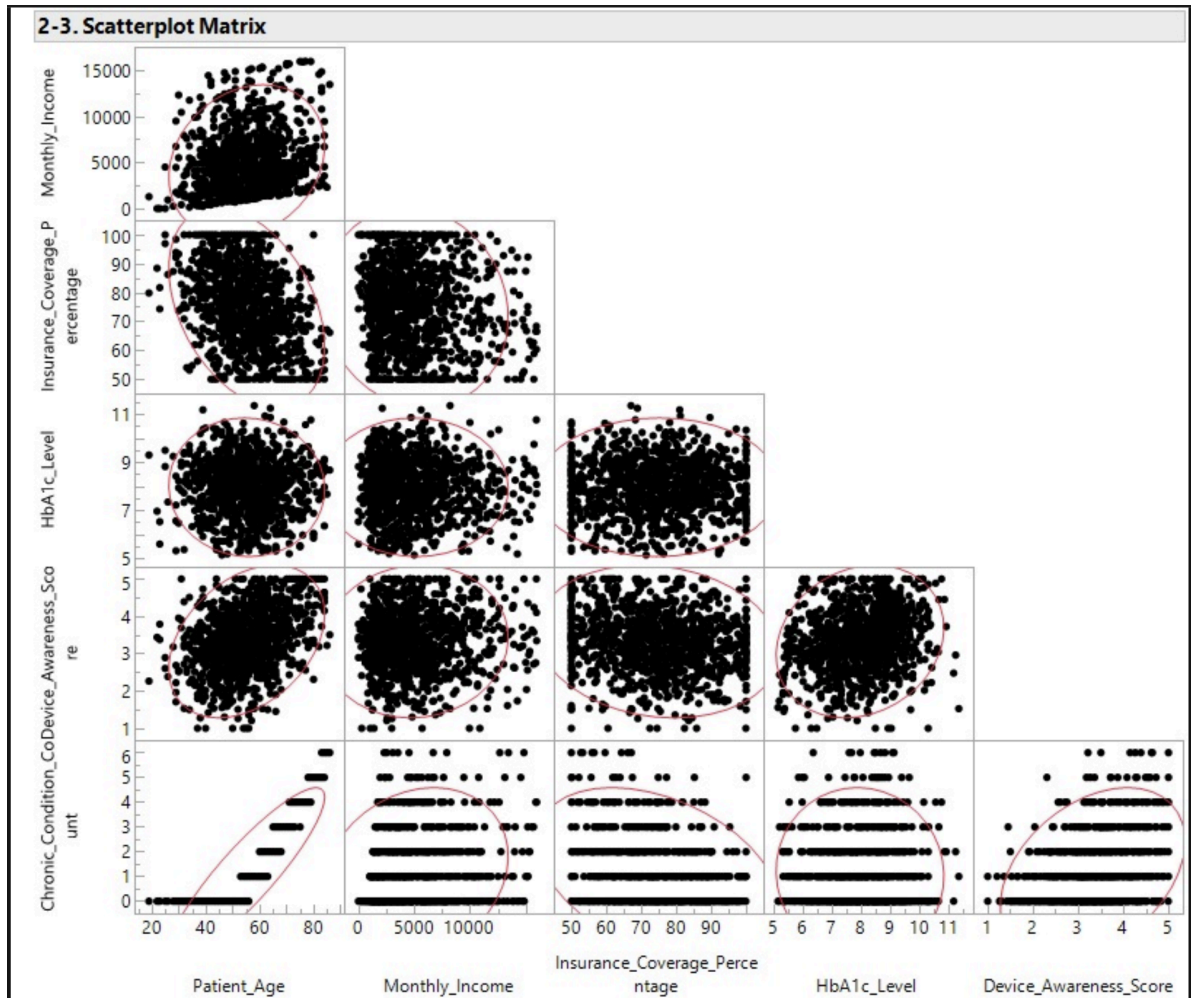 2-3. Scatterplot Matrix
Monthly_Income
15000
10000
5000
0
Insurance_Coverage_P
ercentage
100
90
80
70
60
50
HbA1c_Level
11
9
7
5
Device_Awareness_Sco
re
5
4
3
2
1
Chronic_Condition_Co
unt
6
5
4
3
2
1
0
20 40 60 80 0 5000 10000 50 60 70 80 90 5 6 7 8 9 10 11 1 2 3 4 5
Patient_Age Monthly_Income Insurance_Coverage_Perce
ntage HbA1c_Level Device_Awareness_Score